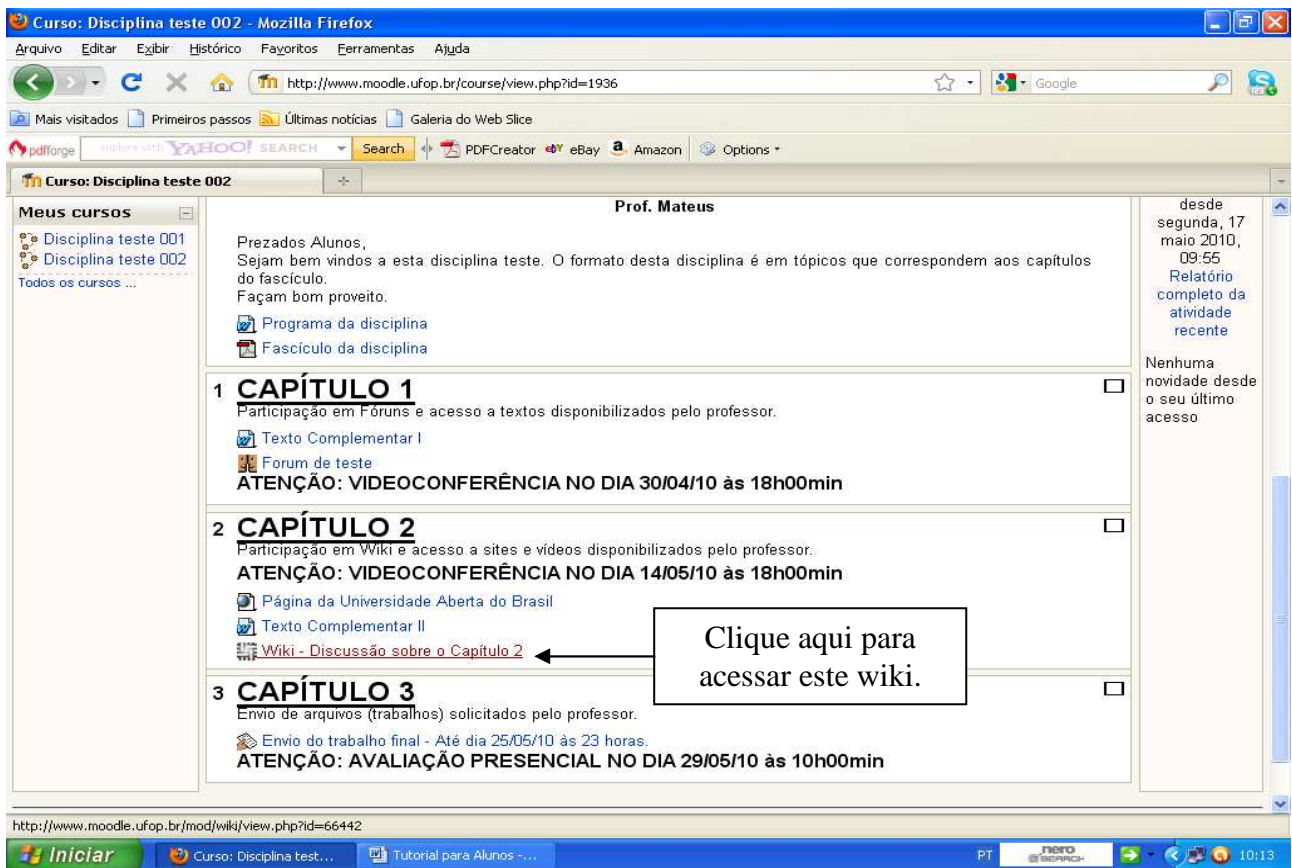 Curso: Disciplina teste 002 - Mozilla Firefox
Arquivo Editar Exibir Histórico Favoritos Ferramentas Ajuda
http://www.moodle.ufop.br/course/view.php?id=1936
Google
Mais visitados Primeiros passos Últimas notícias Galeria do Web Slice
pdfforge explore with YAHOO! SEARCH Search PDFCreator eBay Amazon Options
Curso: Disciplina teste 002
Meus cursos
Disciplina teste 001
Disciplina teste 002
Todos os cursos ...
Prof. Mateus
Prezados Alunos,
Sejam bem vindos a esta disciplina teste. O formato desta disciplina é em tópicos que correspondem aos capítulos
do fascículo.
Façam bom proveito.
Programa da disciplina
Fascículo da disciplina
1 CAPÍTULO 1
Participação em Fóruns e acesso a textos disponibilizados pelo professor.
Texto Complementar I
Forum de teste
ATENÇÃO: VIDEOCONFERÊNCIA NO DIA 30/04/10 às 18h00min
2 CAPÍTULO 2
Participação em Wiki e acesso a sites e vídeos disponibilizados pelo professor.
ATENÇÃO: VIDEOCONFERÊNCIA NO DIA 14/05/10 às 18h00min
Página da Universidade Aberta do Brasil
Texto Complementar II
Wiki - Discussão sobre o Capítulo 2
Clique aqui para
acessar este wiki.
3 CAPÍTULO 3
Envio de arquivos (trabalhos) solicitados pelo professor.
Envio do trabalho final - Até dia 25/05/10 às 23 horas.
ATENÇÃO: AVALIAÇÃO PRESENCIAL NO DIA 29/05/10 às 10h00min
desde
segunda, 17
maio 2010,
09:55
Relatório
completo da
atividade
recente
Nenhuma
novidade desde
o seu último
acesso
http://www.moodle.ufop.br/mod/wiki/view.php?id=66442
Iniciar Curso: Disciplina test... Tutorial para Alunos -... PT nero SEARCH 10:13